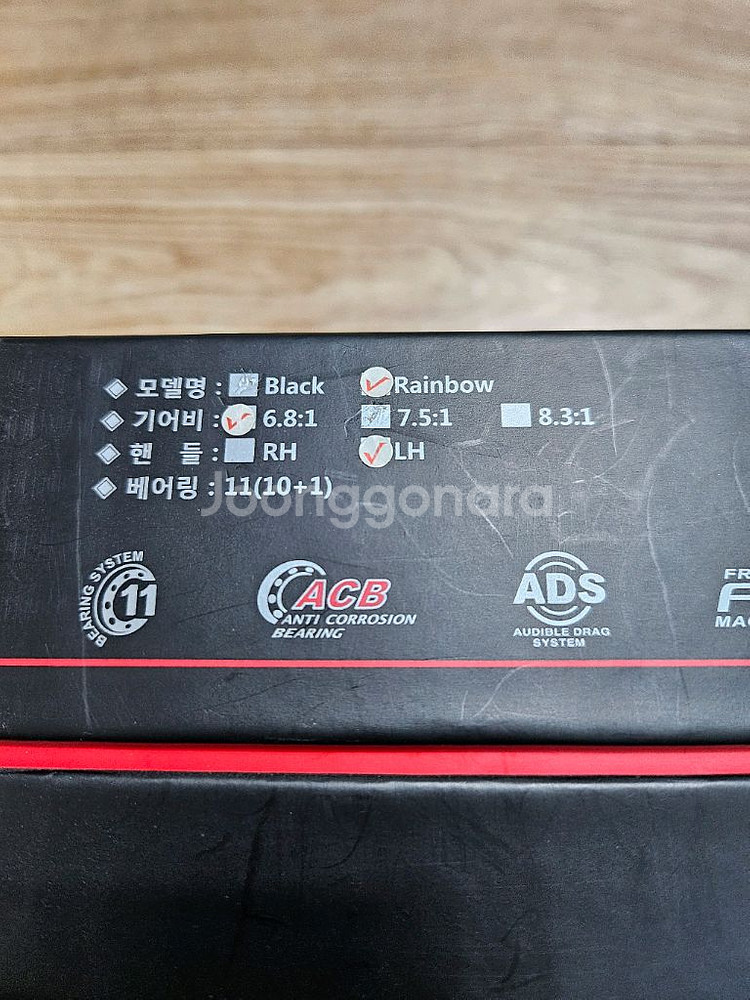 ◈ 모델명 : Black Rainbow
◈ 기어비 : 6.8:1 7.5:1 8.3:1
◈ 핸 들 : RH LH
◈ 베어링 : 11(10+1)
Joonggonara
BEARING SYSTEM
11
ACB
ANTI CORROSION
BEARING
ADS
AUDIBLE DRAG
SYSTEM